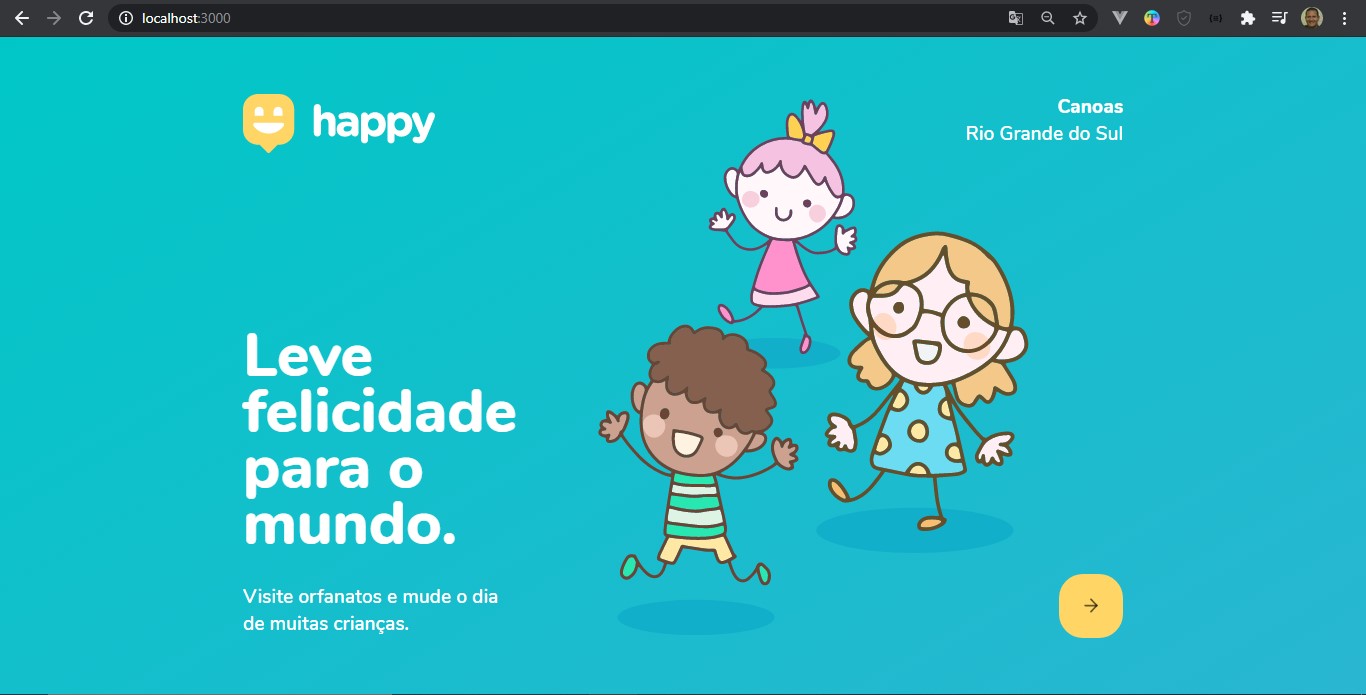 localhost:3000
happy
Canoas
Rio Grande do Sul
Leve
felicidade
para o
mundo.
Visite orfanatos e mude o dia
de muitas crianças.